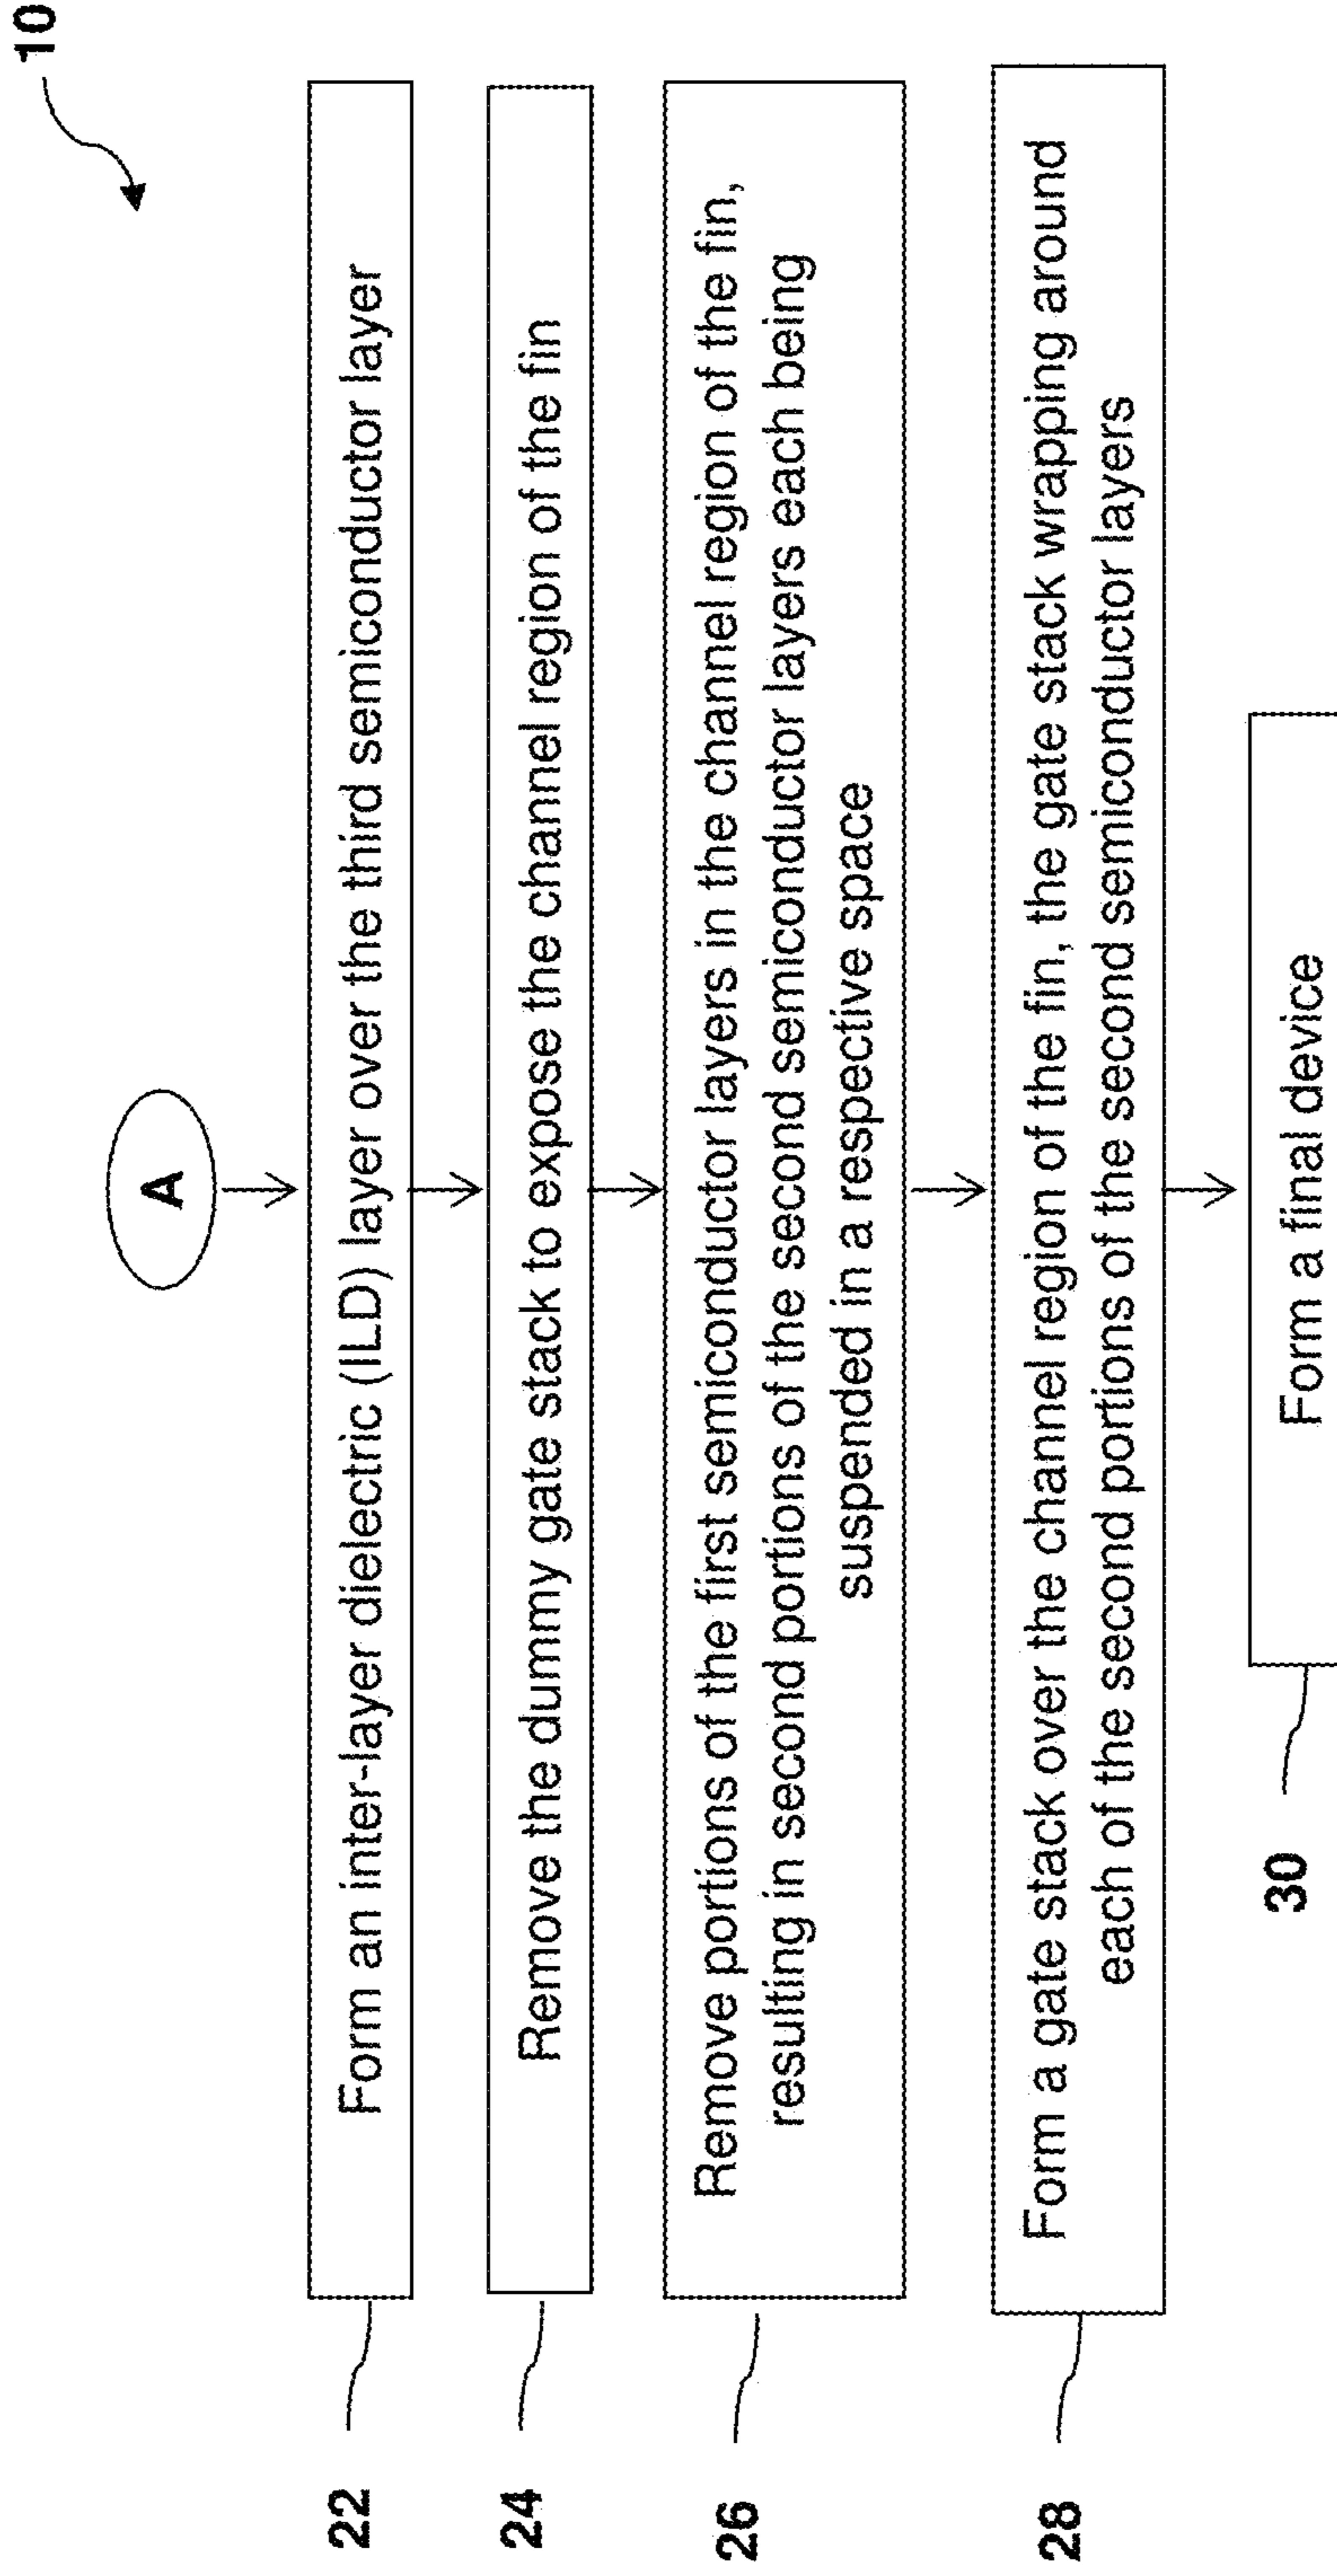 10
A
22
Form an inter-layer dielectric (ILD) layer over the third semiconductor layer
24
Remove the dummy gate stack to expose the channel region of the fin
26
Remove portions of the first semiconductor layers in the channel region of the fin,
resulting in second portions of the second semiconductor layers each being
suspended in a respective space
28
Form a gate stack over the channel region of the fin, the gate stack wrapping around
each of the second portions of the second semiconductor layers
30
Form a final device